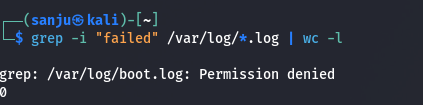 ┌──(sanju㉿kali)-[~]
└─$ grep -i "failed" /var/log/*.log | wc -l
grep: /var/log/boot.log: Permission denied
0